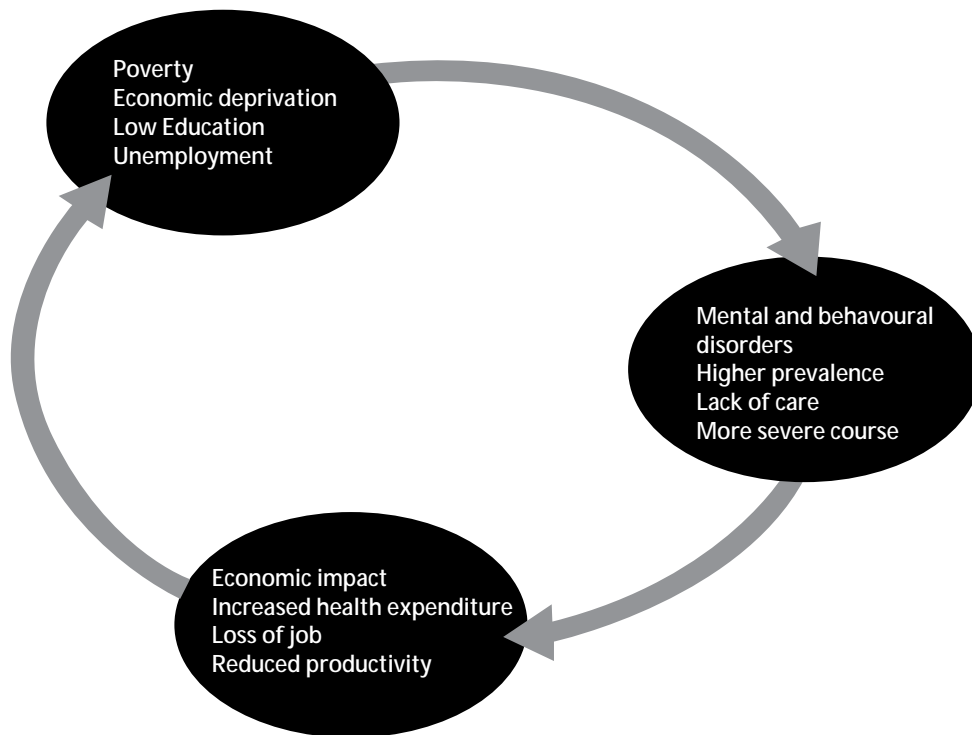 Poverty
Economic deprivation
Low Education
Unemployment
Mental and behavoural
disorders
Higher prevalence
Lack of care
More severe course
Economic impact
Increased health expenditure
Loss of job
Reduced productivity